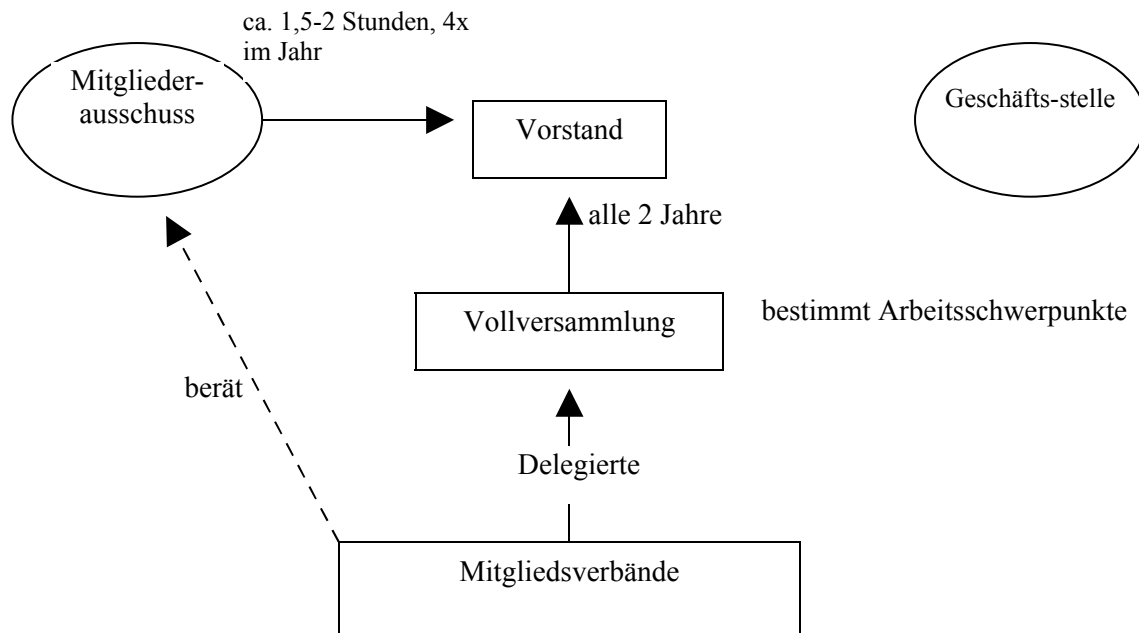 ca. 1,5-2 Stunden, 4x
im Jahr
Mitglieder-
ausschuss
Vorstand
Geschäfts-stelle
alle 2 Jahre
Vollversammlung
bestimmt Arbeitsschwerpunkte
berät
Delegierte
Mitgliedsverbände